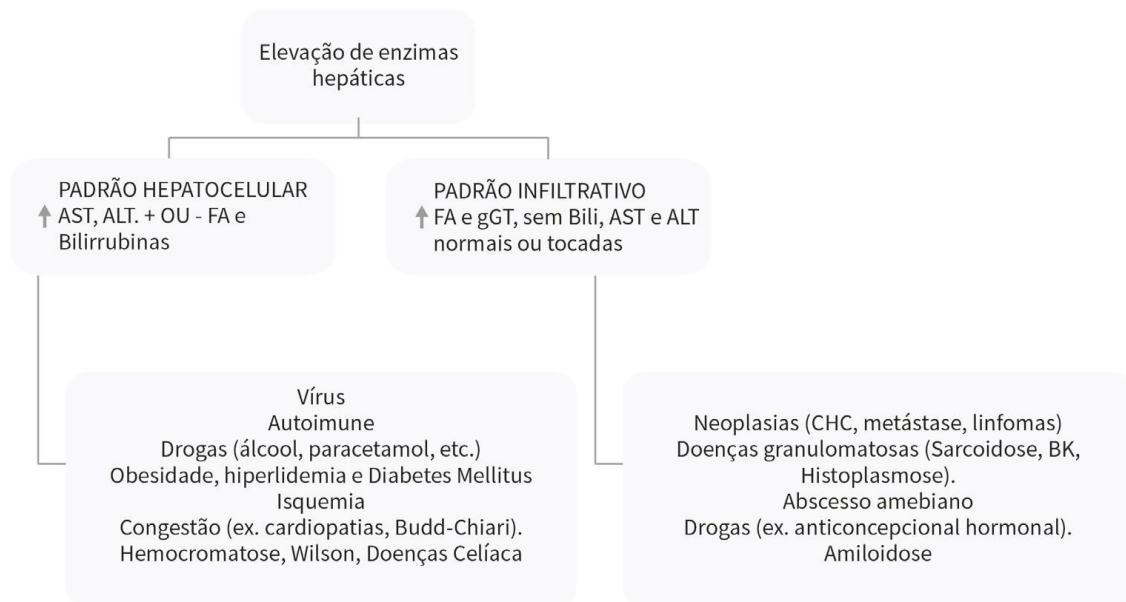 Elevação de enzimas
hepáticas
PADRÃO HEPATOCELULAR
AST, ALT. + OU - FA e
Bilirrubinas
PADRÃO INFILTRATIVO
FA e gGT, sem Bili, AST e ALT
normais ou tocadas
Vírus
Autoimune
Drogas (álcool, paracetamol, etc.)
Obesidade, hiperlidemia e Diabetes Mellitus
Isquemia
Congestão (ex. cardiopatias, Budd-Chiari).
Hemocromatose, Wilson, Doenças Celíaca
Neoplasias (CHC, metástase, linfomas)
Doenças granulomatosas (Sarcoidose, BK,
Histoplasmose).
Abscesso amebiano
Drogas (ex. anticoncepcional hormonal).
Amiloidose